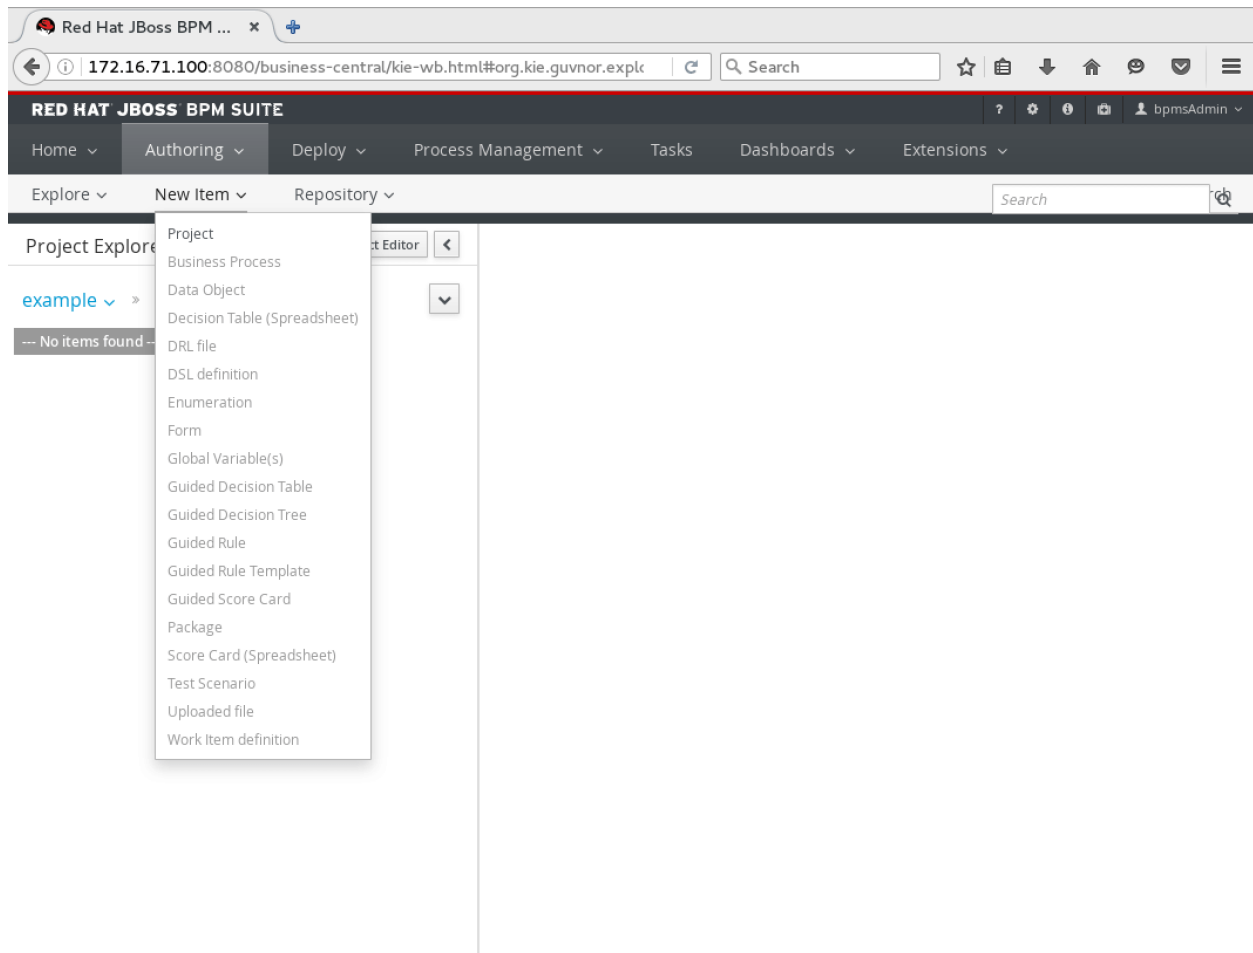 Red Hat JBoss BPM ...
172.16.71.100:8080/business-central/kie-wb.html#org.kie.guvnor.explo
Search
RED HAT JBOSS BPM SUITE
? bpmsAdmin
Home Authoring Deploy Process Management Tasks Dashboards Extensions
Explore New Item Repository
Search
Project Explore
t Editor
example »
--- No items found --
Project
Business Process
Data Object
Decision Table (Spreadsheet)
DRL file
DSL definition
Enumeration
Form
Global Variable(s)
Guided Decision Table
Guided Decision Tree
Guided Rule
Guided Rule Template
Guided Score Card
Package
Score Card (Spreadsheet)
Test Scenario
Uploaded file
Work Item definition